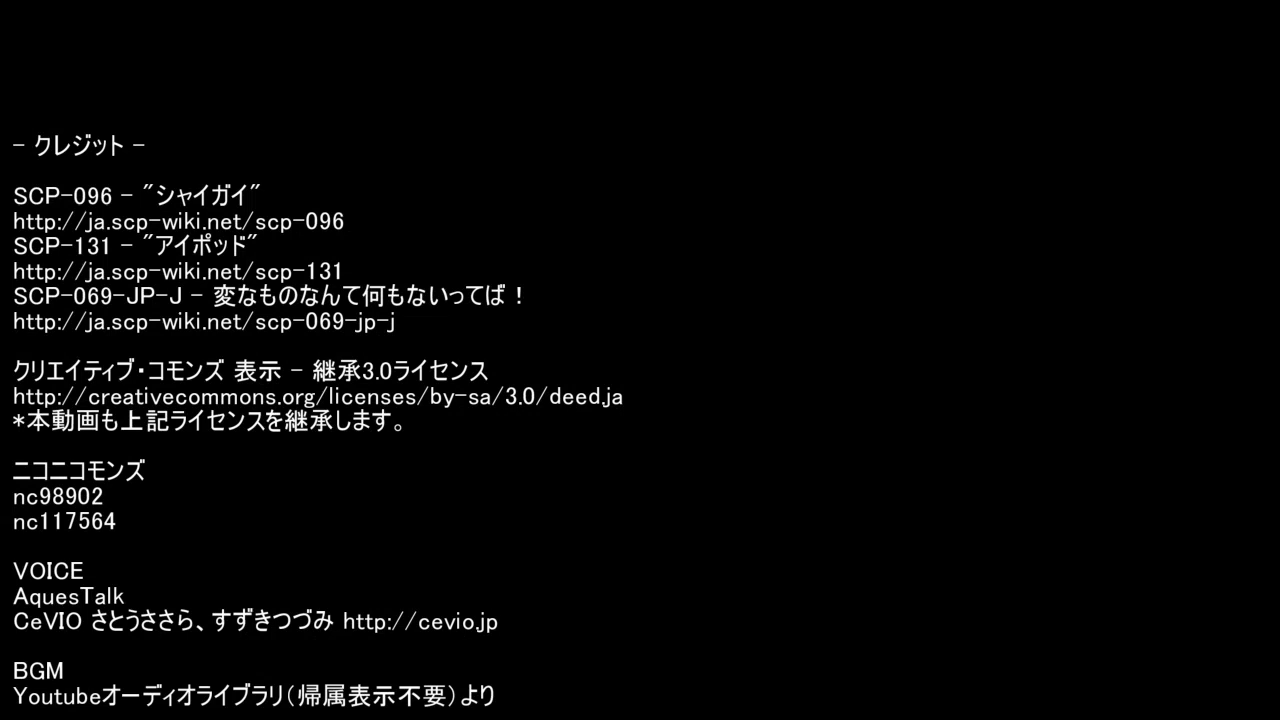 - クレジット -
SCP-096 - "シャイガイ"
http://ja.scp-wiki.net/scp-096
SCP-131 - "アイポッド"
http://ja.scp-wiki.net/scp-131
SCP-069-JP-J - 変なものなんて何もないってば！
http://ja.scp-wiki.net/scp-069-jp-j
クリエイティブ・コモンズ 表示 - 継承3.0ライセンス
http://creativecommons.org/licenses/by-sa/3.0/deed.ja
*本動画も上記ライセンスを継承します。
ニコニコモンズ
nc98902
nc117564
VOICE
AquesTalk
CeVIO さとうささら、すずきつづみ http://cevio.jp
BGM
Youtubeオーディオライブラリ（帰属表示不要）より